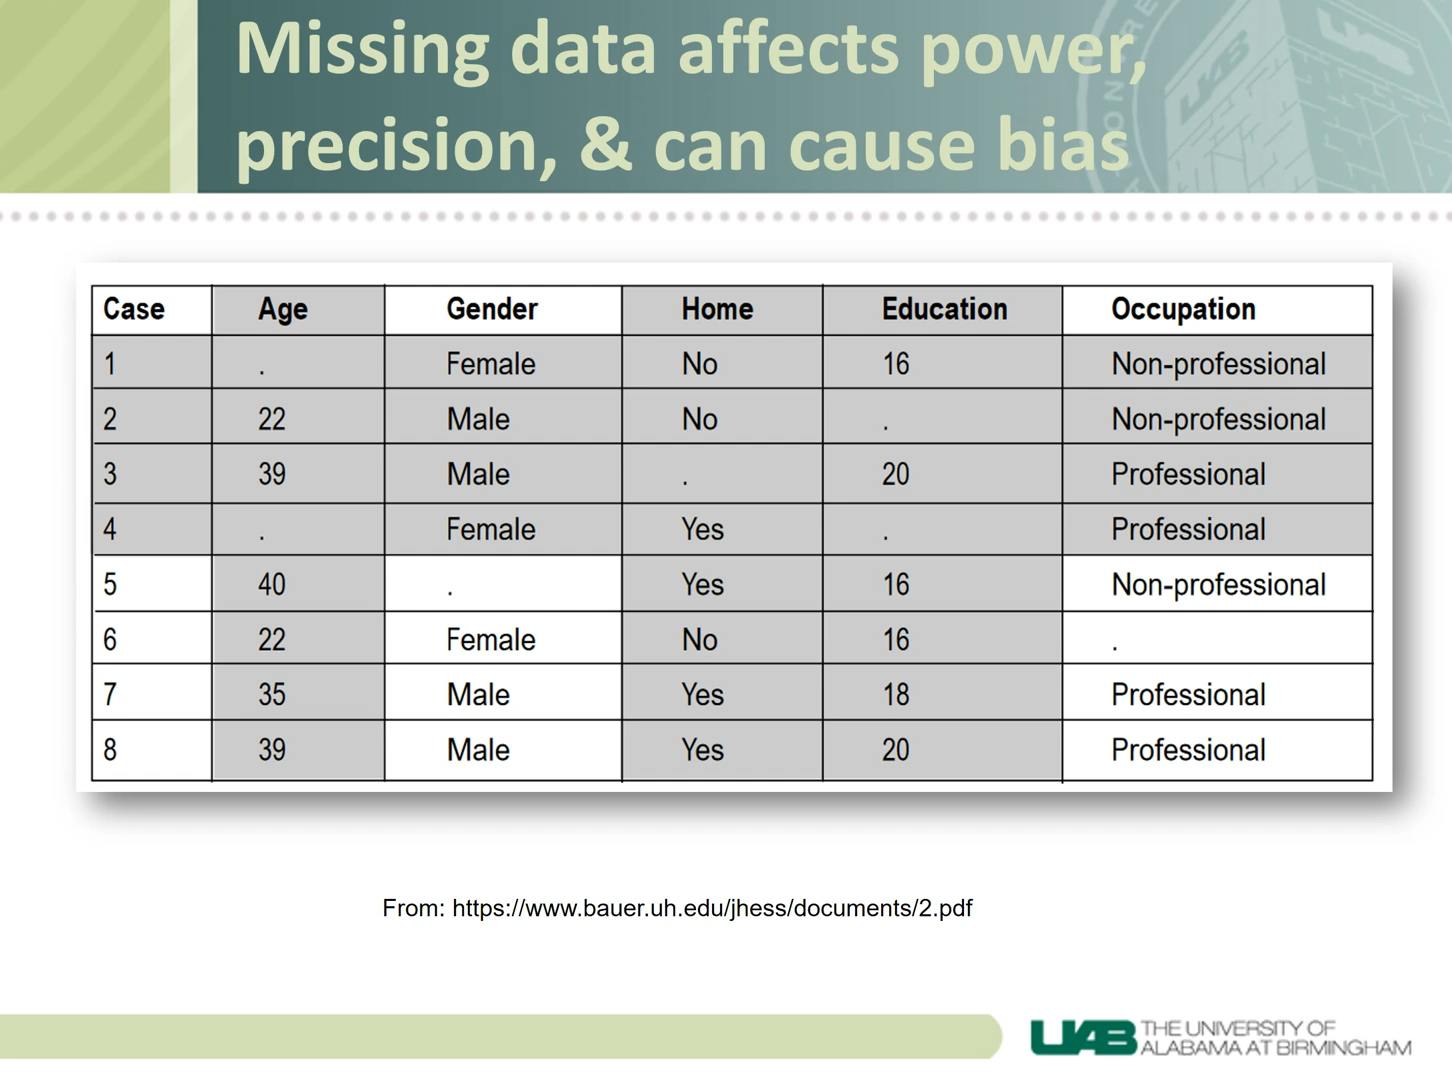 Missing data affects power,
precision, & can cause bias
Case Age Gender Home Education Occupation
1 . Female No 16 Non-professional
2 22 Male No . Non-professional
3 39 Male . 20 Professional
4 . Female Yes . Professional
5 40 . Yes 16 Non-professional
6 22 Female No 16 .
7 35 Male Yes 18 Professional
8 39 Male Yes 20 Professional
From: https://www.bauer.uh.edu/jhess/documents/2.pdf
UAB THE UNIVERSITY OF
ALABAMA AT BIRMINGHAM